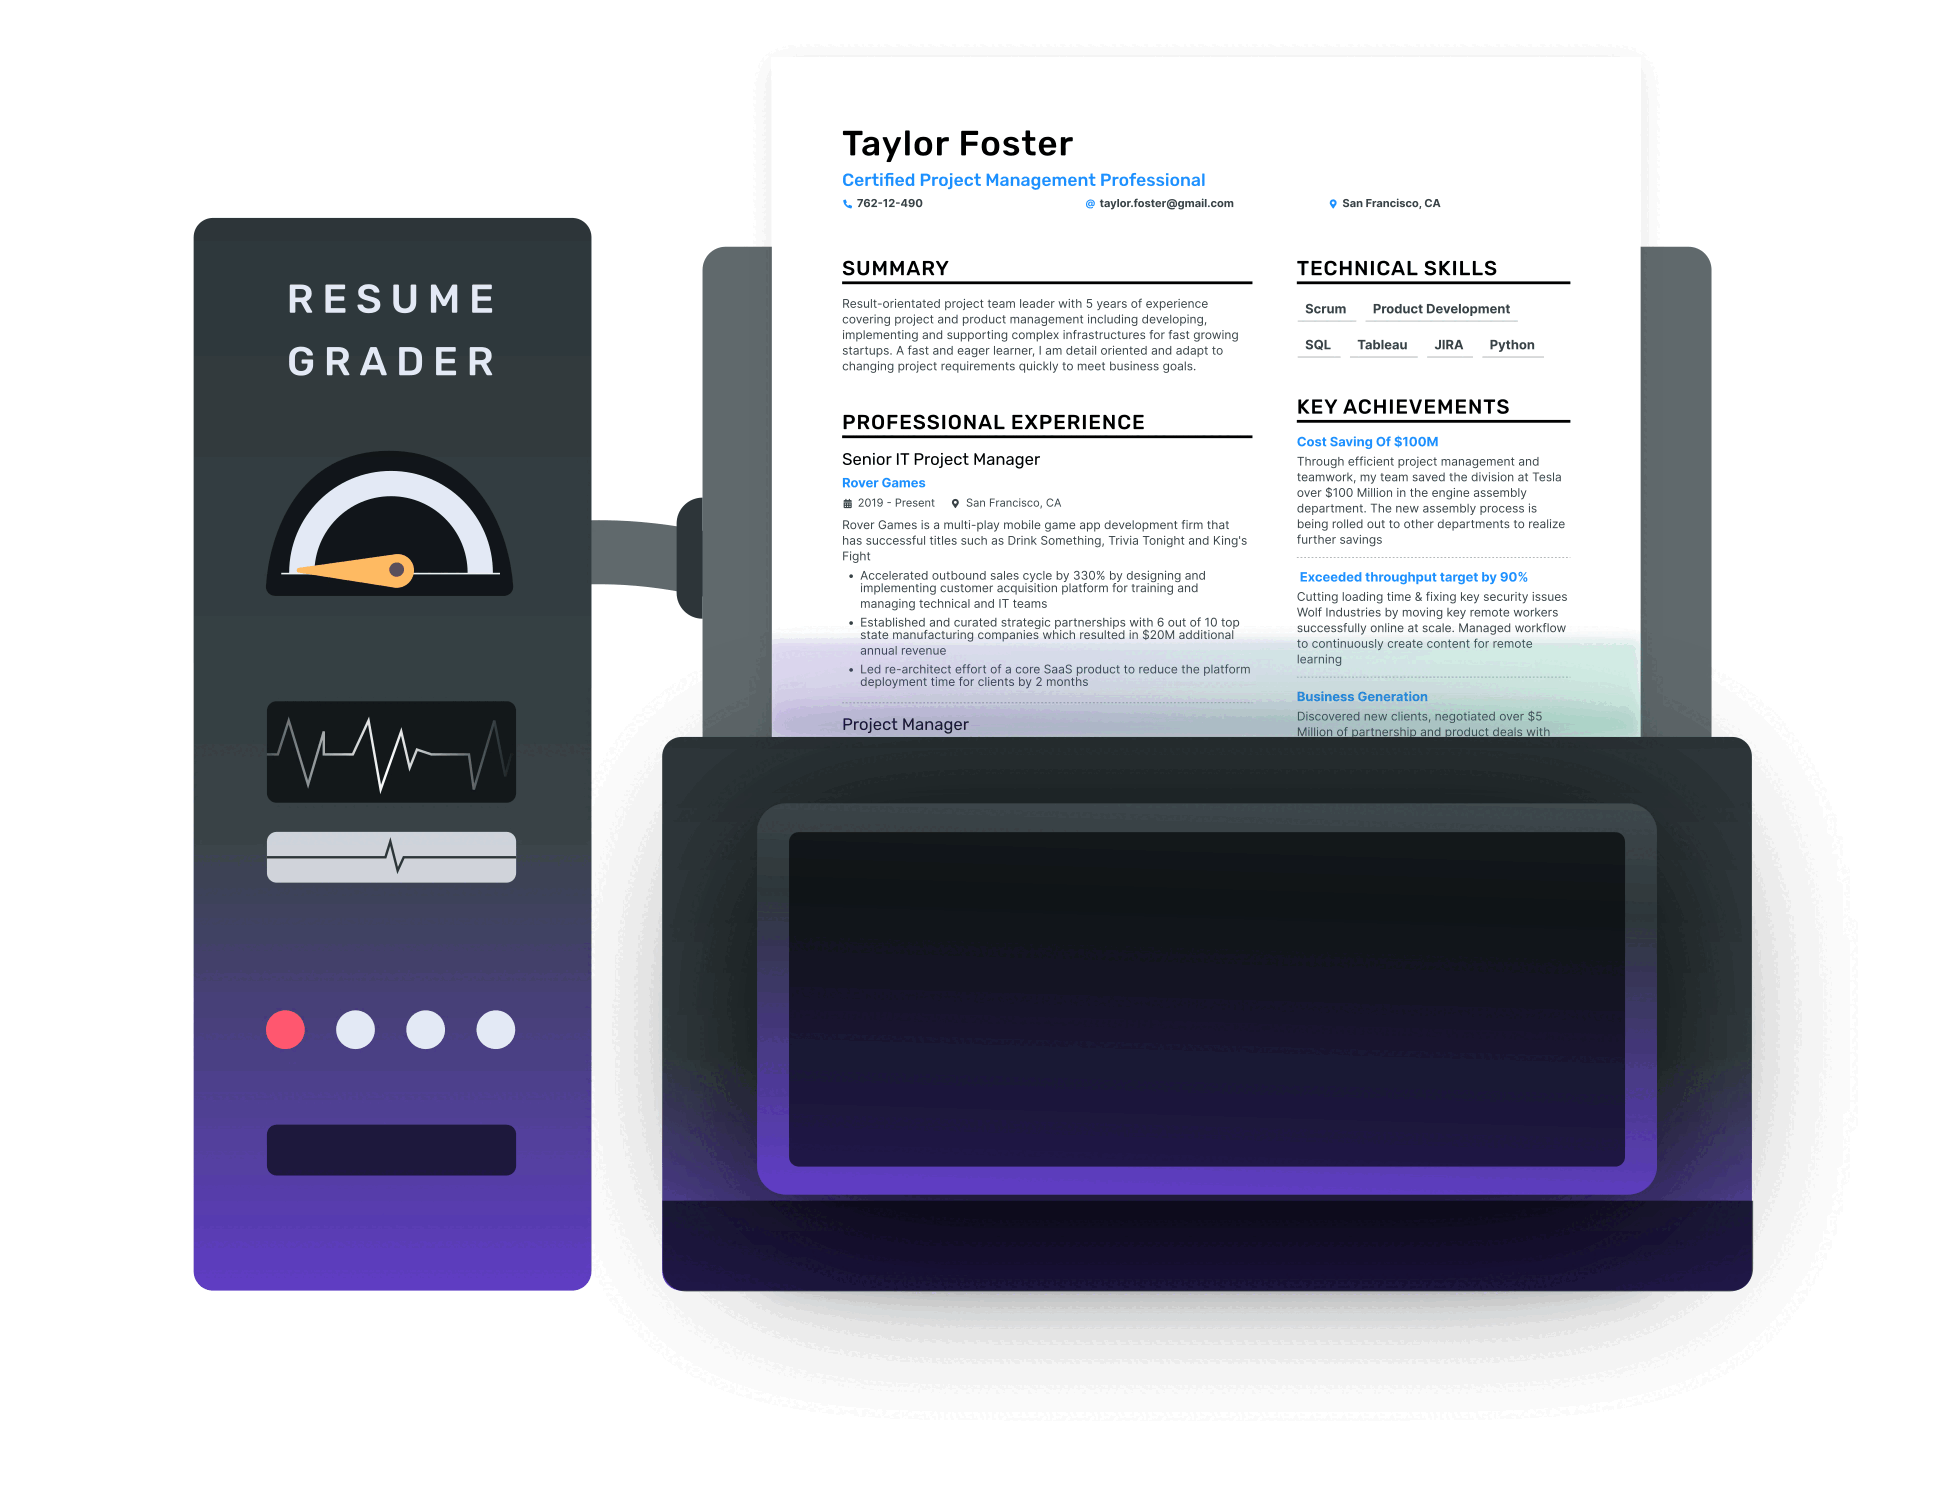 RESUME
GRADER
Taylor Foster
Certified Project Management Professional
762-12-490
@ taylor.foster@gmail.com
San Francisco, CA
SUMMARY
Result-orientated project team leader with 5 years of experience
covering project and product management including developing,
implementing and supporting complex infrastructures for fast growing
startups. A fast and eager learner, I am detail oriented and adapt to
changing project requirements quickly to meet business goals.
PROFESSIONAL EXPERIENCE
Senior IT Project Manager
Rover Games
2019 - Present
San Francisco, CA
Rover Games is a multi-play mobile game app development firm that
has successful titles such as Drink Something, Trivia Tonight and King's
Fight
• Accelerated outbound sales cycle by 330% by designing and
implementing customer acquisition platform for training and
managing technical and IT teams
• Established and curated strategic partnerships with 6 out of 10 top
state manufacturing companies which resulted in $20M additional
annual revenue
• Led re-architect effort of a core SaaS product to reduce the platform
deployment time for clients by 2 months
Project Manager
TECHNICAL SKILLS
Scrum Product Development
SQL Tableau JIRA Python
KEY ACHIEVEMENTS
Cost Saving Of $100M
Through efficient project management and
teamwork, my team saved the division at Tesla
over $100 Million in the engine assembly
department. The new assembly process is
being rolled out to other departments to realize
further savings
Exceeded throughput target by 90%
Cutting loading time & fixing key security issues
Wolf Industries by moving key remote workers
successfully online at scale. Managed workflow
to continuously create content for remote
learning
Business Generation
Discovered new clients, negotiated over $5
Million of partnership and product deals with